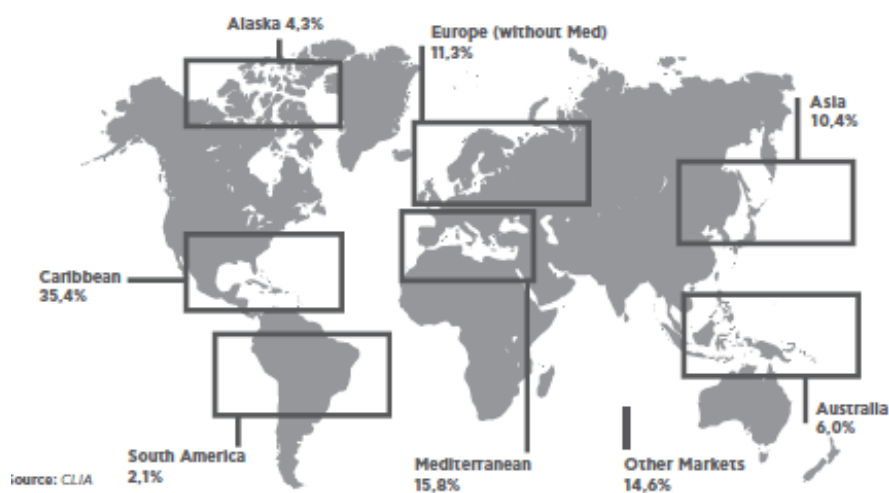 Alaska 4,3%
Europe (without Med)
11,3%
Asia
10,4%
Caribbean
35,4%
Australia
6,0%
South America
2,1%
Mediterranean
15,8%
Other Markets
14,6%
Source: CLIA